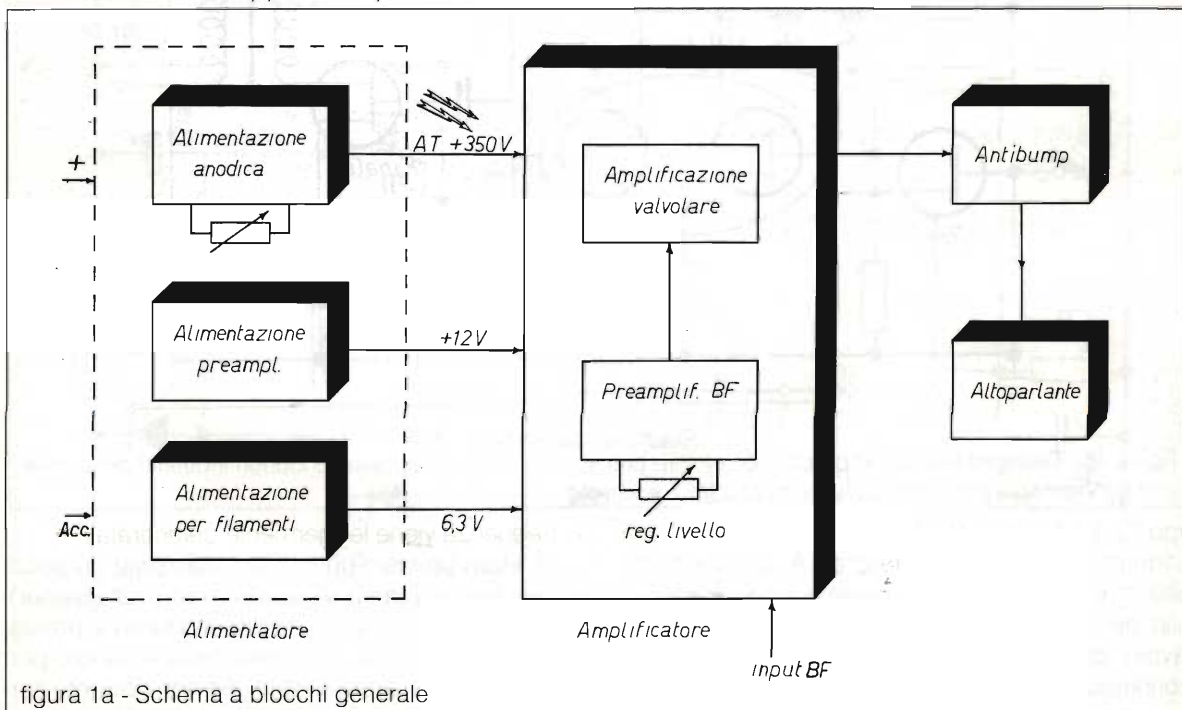 +
Acc.
Alimentazione
anodica
Alimentazione
preampl.
Alimentazione
per filamenti
Alimentatore
AT +350V
+12V
6,3V
Amplificazione
valvolare
Preamplif. BF
reg. livello
Amplificatore
input BF
Antibump
Altoparlante
figura 1a - Schema a blocchi generale